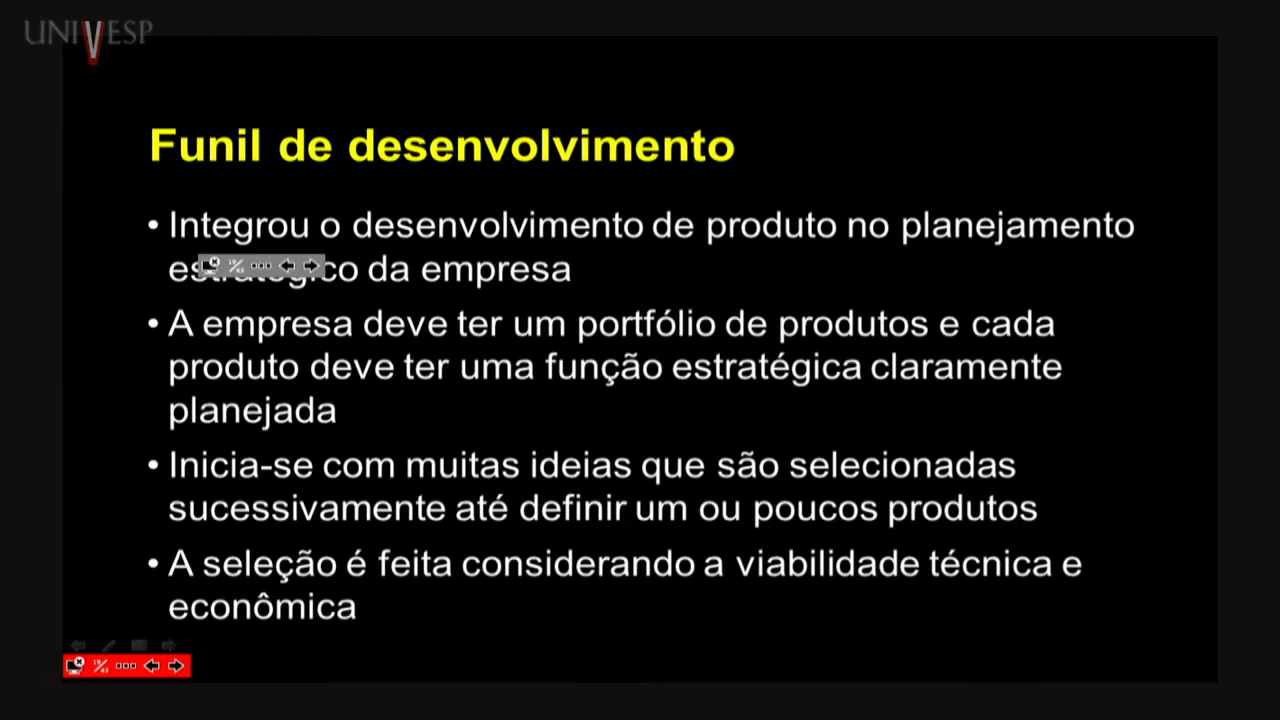 UNIVESP
Funil de desenvolvimento
• Integrou o desenvolvimento de produto no planejamento
estratégico da empresa
• A empresa deve ter um portfólio de produtos e cada
produto deve ter uma função estratégica claramente
planejada
• Inicia-se com muitas ideias que são selecionadas
sucessivamente até definir um ou poucos produtos
• A seleção é feita considerando a viabilidade técnica e
econômica